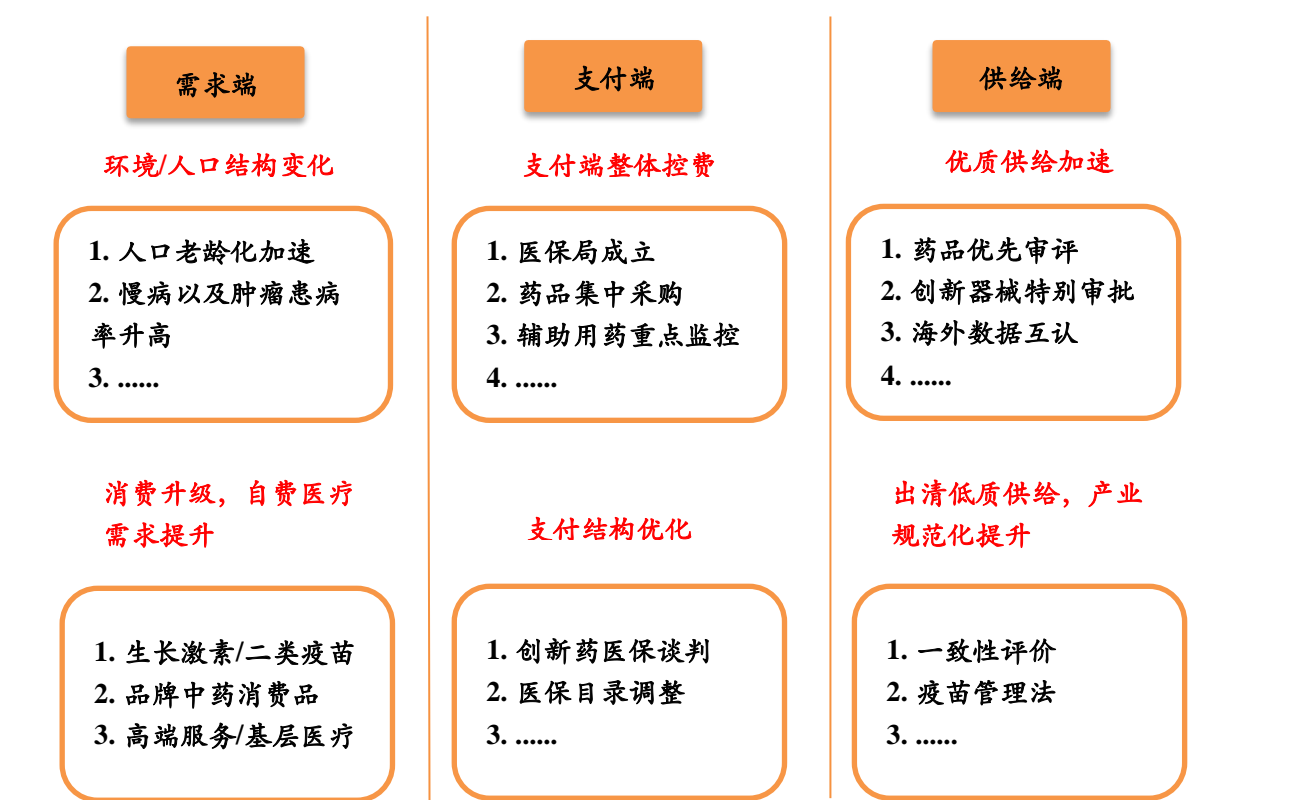 需求端
环境/人口结构变化
1. 人口老龄化加速
2. 慢病以及肿瘤患病
率升高
3. ......
消费升级，自费医疗
需求提升
1. 生长激素/二类疫苗
2. 品牌中药消费品
3. 高端服务/基层医疗
支付端
支付端整体控费
1. 医保局成立
2. 药品集中采购
3. 辅助用药重点监控
4. ......
支付结构优化
1. 创新药医保谈判
2. 医保目录调整
3. ......
供给端
优质供给加速
1. 药品优先审评
2. 创新器械特别审批
3. 海外数据互认
4. ......
出清低质供给，产业
规范化提升
1. 一致性评价
2. 疫苗管理法
3. ......